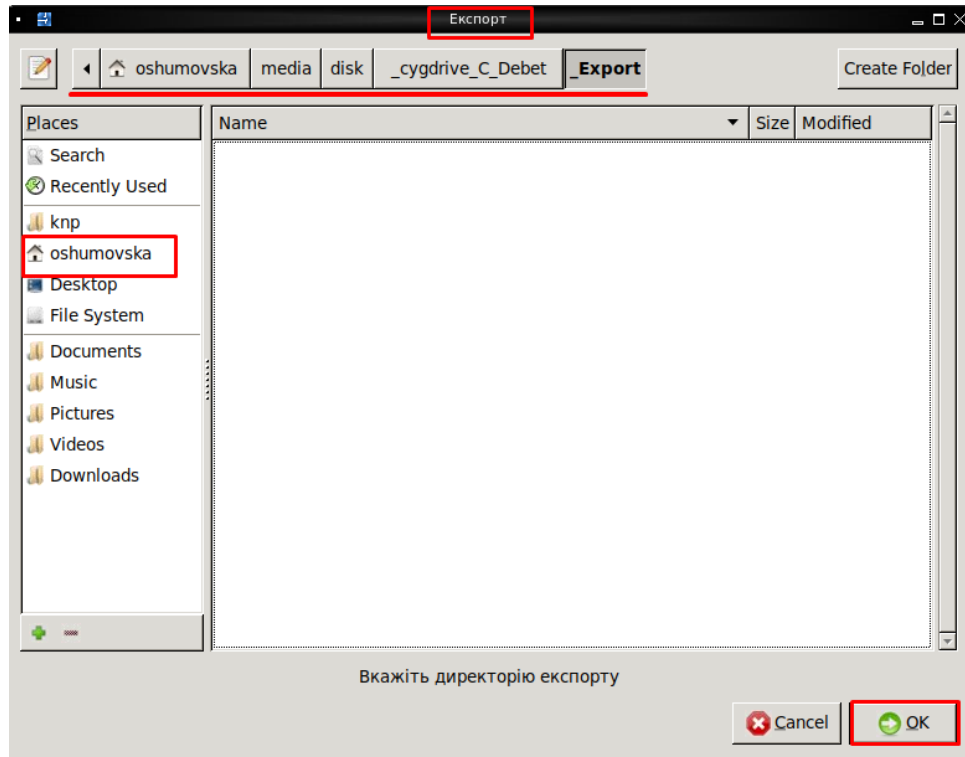 Експорт
oshumovska media disk _cygdrive_C_Debet _Export Create Folder
Places Name Size Modified
Search
Recently Used
knp
oshumovska
Desktop
File System
Documents
Music
Pictures
Videos
Downloads
Вкажіть директорію експорту
Cancel OK